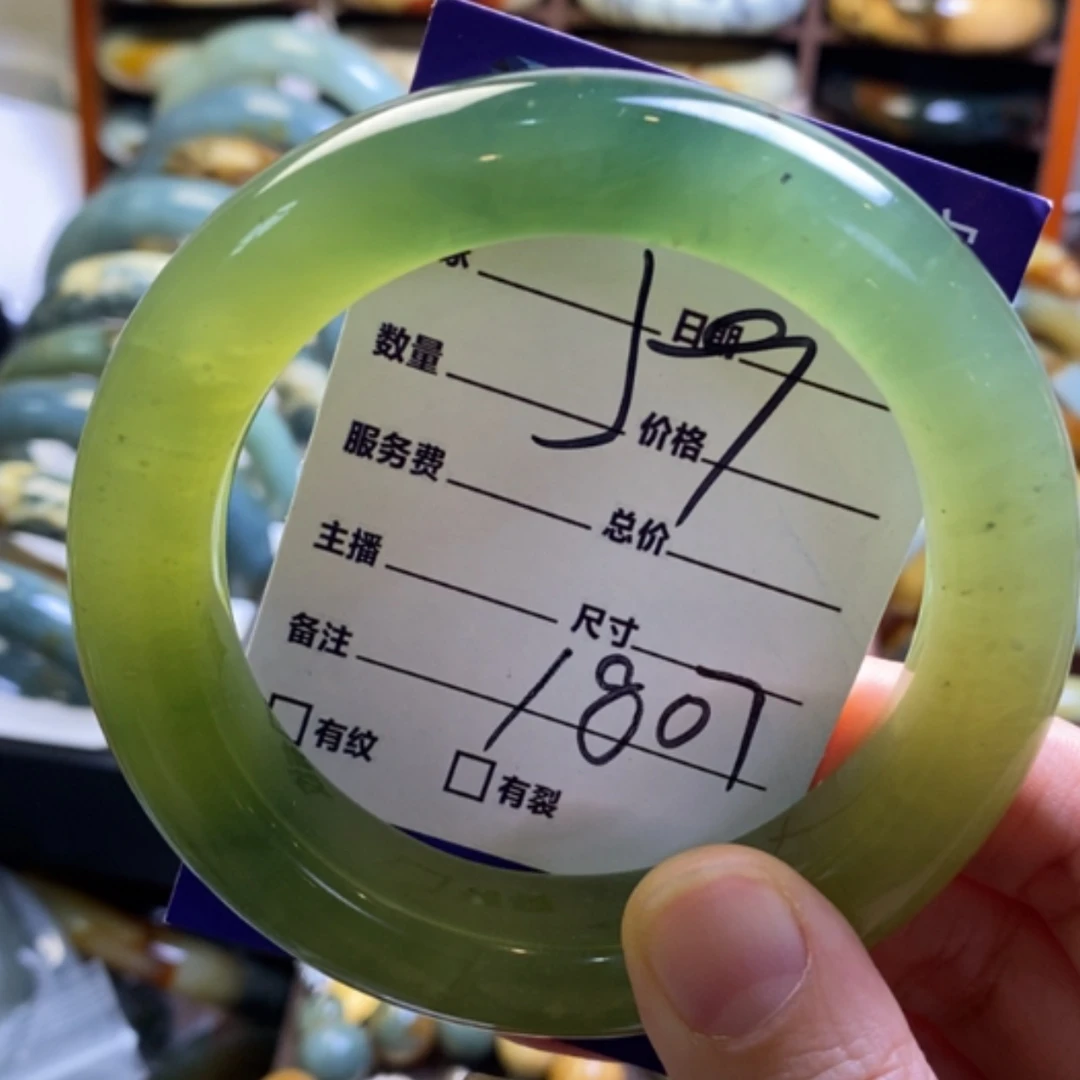 日期
数量
价格
服务费
总价
主播
尺寸
备注
1807
□有纹
□有裂